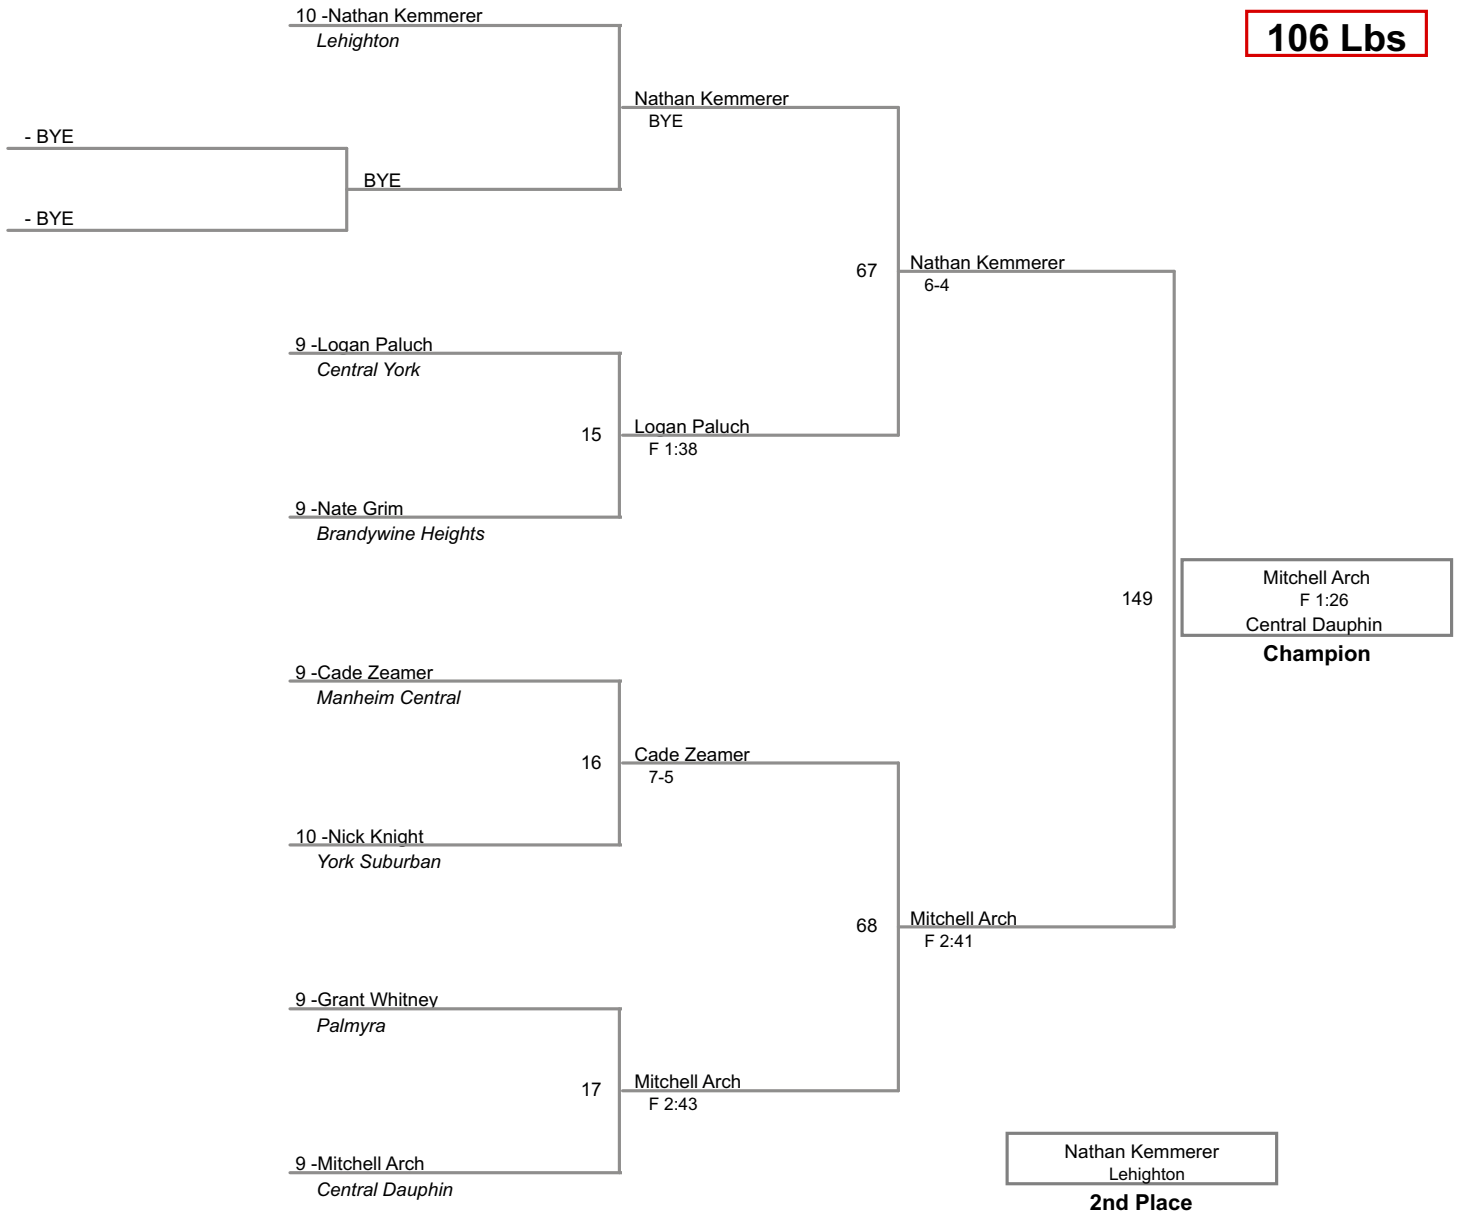 10 -Nathan Kemmerer
Lehighton
106 Lbs
Nathan Kemmerer
BYE
- BYE
BYE
- BYE
67
Nathan Kemmerer
6-4
9 -Logan Paluch
Central York
15
Logan Paluch
F 1:38
9 -Nate Grim
Brandywine Heights
149
Mitchell Arch
F 1:26
Central Dauphin
Champion
9 -Cade Zeamer
Manheim Central
16
Cade Zeamer
7-5
10 -Nick Knight
York Suburban
68
Mitchell Arch
F 2:41
9 -Grant Whitney
Palmyra
17
Mitchell Arch
F 2:43
9 -Mitchell Arch
Central Dauphin
Nathan Kemmerer
Lehighton
2nd Place